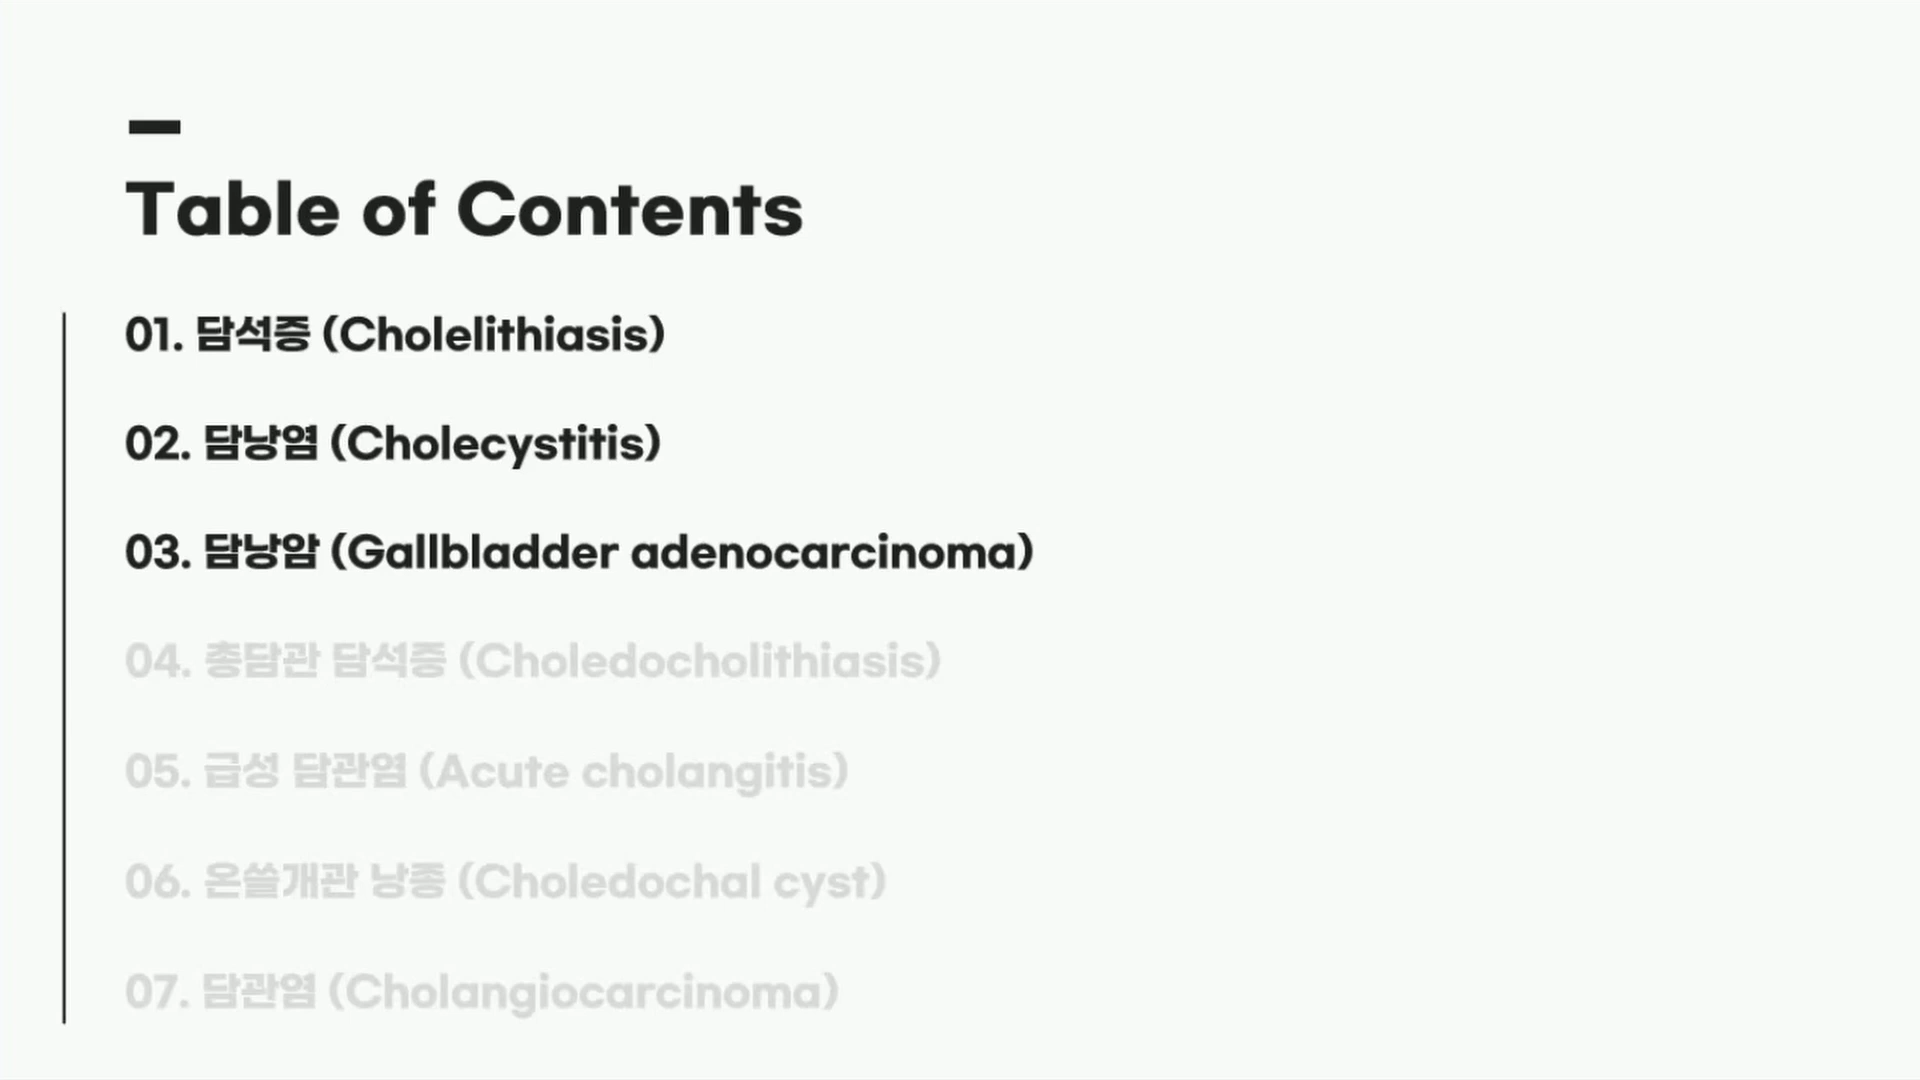 Table of Contents
01. 담석증 (Cholelithiasis)
02. 담낭염 (Cholecystitis)
03. 담낭암 (Gallbladder adenocarcinoma)
04. 총담관 담석증 (Choledocholithiasis)
05. 급성 담관염 (Acute cholangitis)
06. 온쓸개관 낭종 (Choledochal cyst)
07. 담관염 (Cholangiocarcinoma)